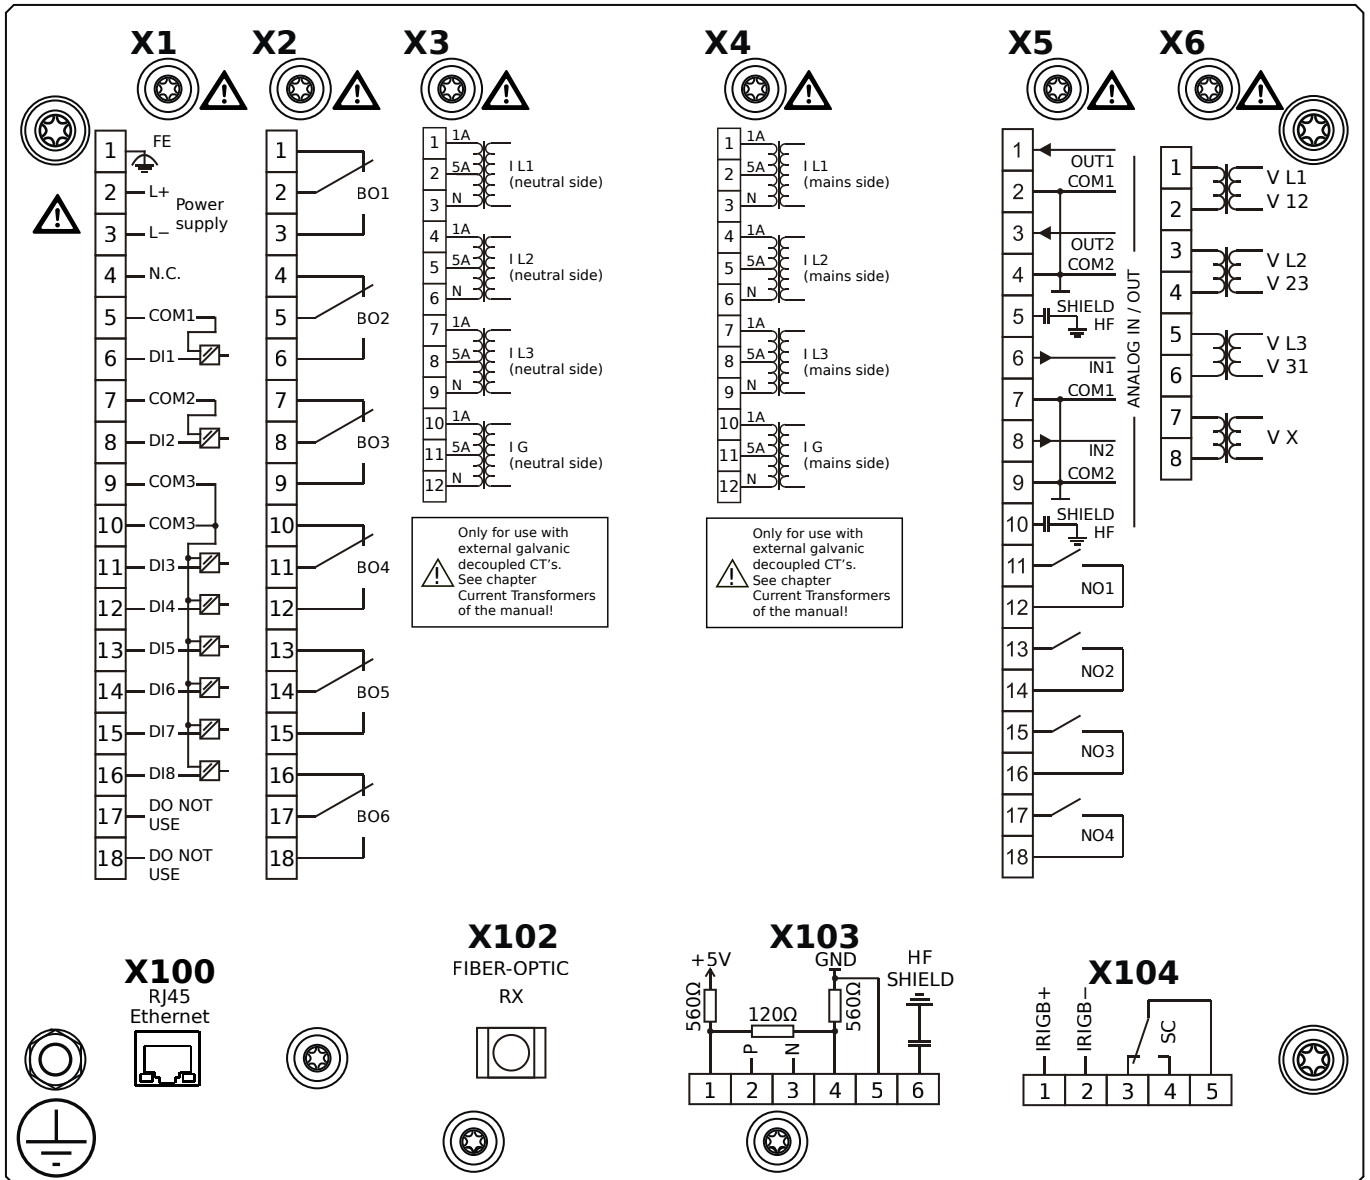 X1
X2
X3
X4
X5
X6
1
FE
2
L+
Power
supply
3
L−
4
N.C.
5
COM1
6
DI1
7
COM2
8
DI2
9
COM3
10
COM3
11
DI3
12
DI4
13
DI5
14
DI6
15
DI7
16
DI8
17
DO NOT
USE
18
DO NOT
USE
1
2
BO1
3
4
5
BO2
6
7
8
BO3
9
10
11
BO4
12
13
14
BO5
15
16
17
BO6
18
1
1A
2
5A
I L1
(neutral side)
3
N
4
1A
5
5A
I L2
(neutral side)
6
N
7
1A
8
5A
I L3
(neutral side)
9
N
10
1A
11
5A
I G
(neutral side)
12
N
Only for use with
external galvanic
decoupled CT’s.
See chapter
Current Transformers
of the manual!
1
1A
2
5A
I L1
(mains side)
3
N
4
1A
5
5A
I L2
(mains side)
6
N
7
1A
8
5A
I L3
(mains side)
9
N
10
1A
11
5A
I G
(mains side)
12
N
Only for use with
external galvanic
decoupled CT’s.
See chapter
Current Transformers
of the manual!
1
OUT1
2
COM1
3
OUT2
4
COM2
5
SHIELD
HF
6
IN1
7
COM1
8
IN2
9
COM2
10
SHIELD
HF
ANALOG IN / OUT
11
NO1
12
13
NO2
14
15
NO3
16
17
NO4
18
1
V L1
2
V 12
3
V L2
4
V 23
5
V L3
6
V 31
7
V X
8
X100
RJ45
Ethernet
X102
FIBER-OPTIC
RX
X103
+5V
GND
HF
SHIELD
560Ω
120Ω
560Ω
P
N
1 2 3 4 5 6
X104
IRIGB+
IRIGB−
SC
1 2 3 4 5